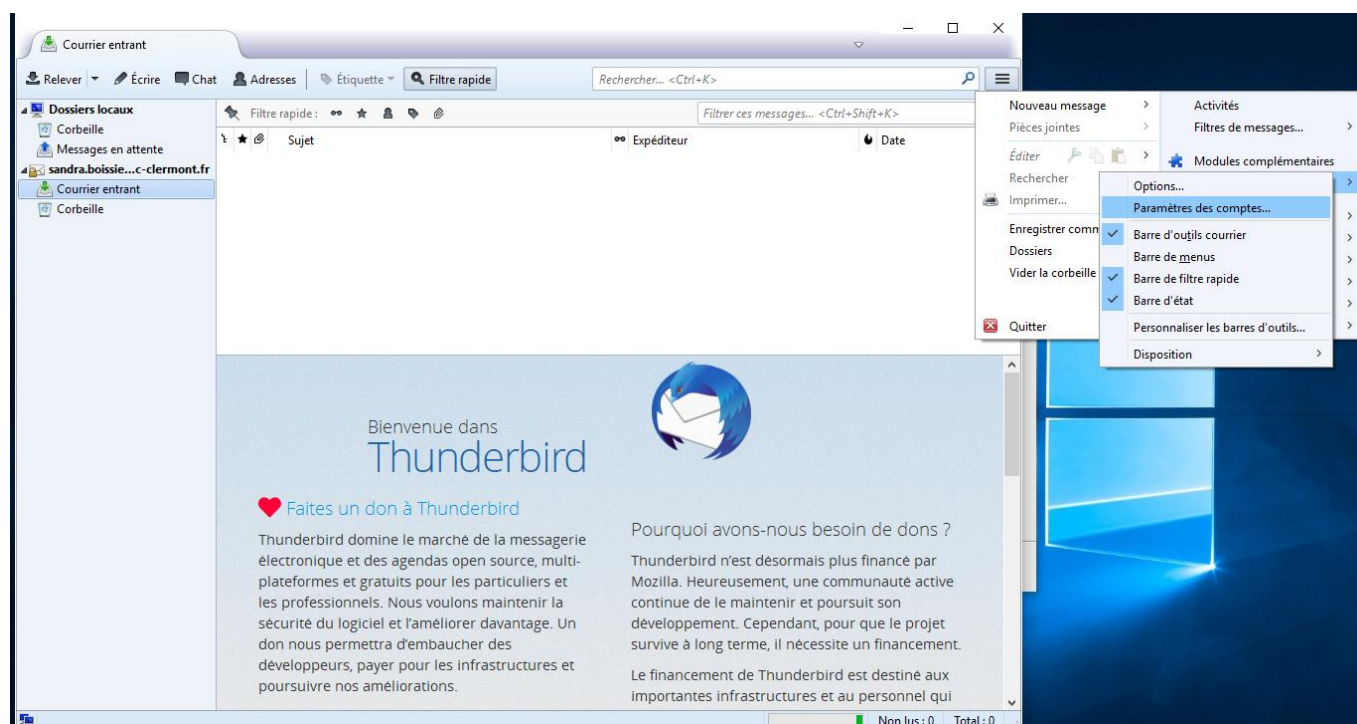 Courrier entrant
Relever Écrire Chat Adresses Étiquette Filtre rapide Rechercher... <Ctrl+K>
Dossiers locaux
Corbeille
Messages en attente
sandra.boissie...c-clermont.fr
Courrier entrant
Corbeille
Filtre rapide : Filtrer ces messages... <Ctrl+Shift+K>
Sujet Expéditeur Date
Nouveau message
Pièces jointes
Éditer
Rechercher
Imprimer...
Enregistrer comm
Dossiers
Vider la corbeille
Quitter
Activités
Filtres de messages...
Modules complémentaires
Options...
Paramètres des comptes...
Barre d'outils courrier
Barre de menus
Barre de filtre rapide
Barre d'état
Personnaliser les barres d'outils...
Disposition
Bienvenue dans
Thunderbird
Faites un don à Thunderbird
Thunderbird domine le marché de la messagerie
électronique et des agendas open source, multi-
plateformes et gratuits pour les particuliers et
les professionnels. Nous voulons maintenir la
sécurité du logiciel et l'améliorer davantage. Un
don nous permettra d'embaucher des
développeurs, payer pour les infrastructures et
poursuivre nos améliorations.
Pourquoi avons-nous besoin de dons ?
Thunderbird n'est désormais plus financé par
Mozilla. Heureusement, une communauté active
continue de le maintenir et poursuit son
développement. Cependant, pour que le projet
survive à long terme, il nécessite un financement.
Le financement de Thunderbird est destiné aux
importantes infrastructures et au personnel qui
Non lus : 0 Total : 0